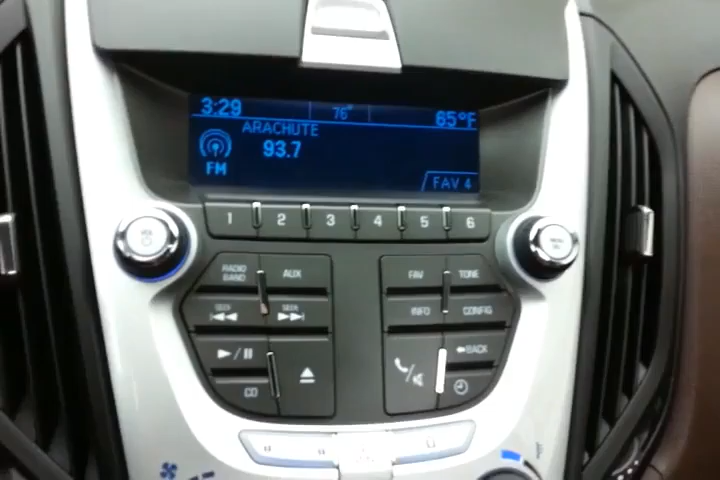 3:29 76° 65°F
ARACHUTE
93.7
FM
FAV 4
1 2 3 4 5 6
RADIO BAND AUX FAV TONE
SEEK SEEK INFO CONFIG
BACK
CD